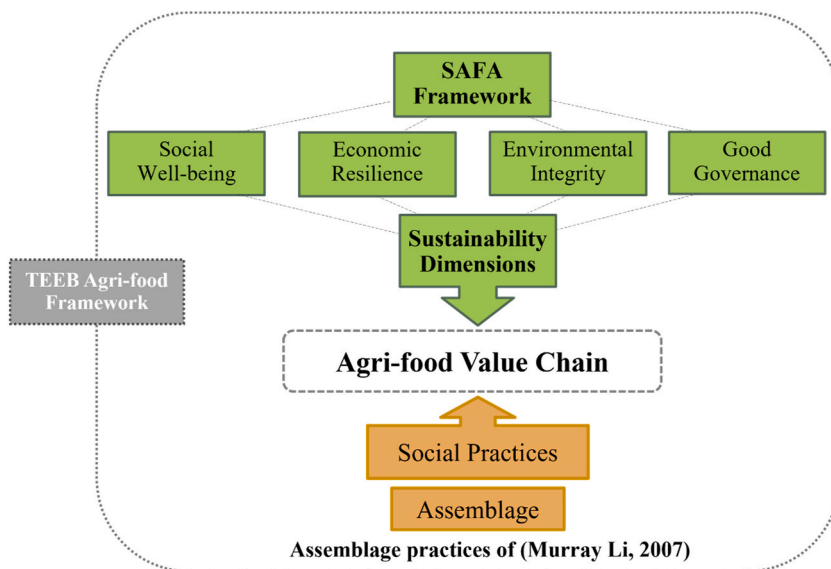 SAFA
Framework
Social
Well-being
Economic
Resilience
Environmental
Integrity
Good
Governance
Sustainability
Dimensions
TEEB Agri-food
Framework
Agri-food Value Chain
Social Practices
Assemblage
Assemblage practices of (Murray Li, 2007)